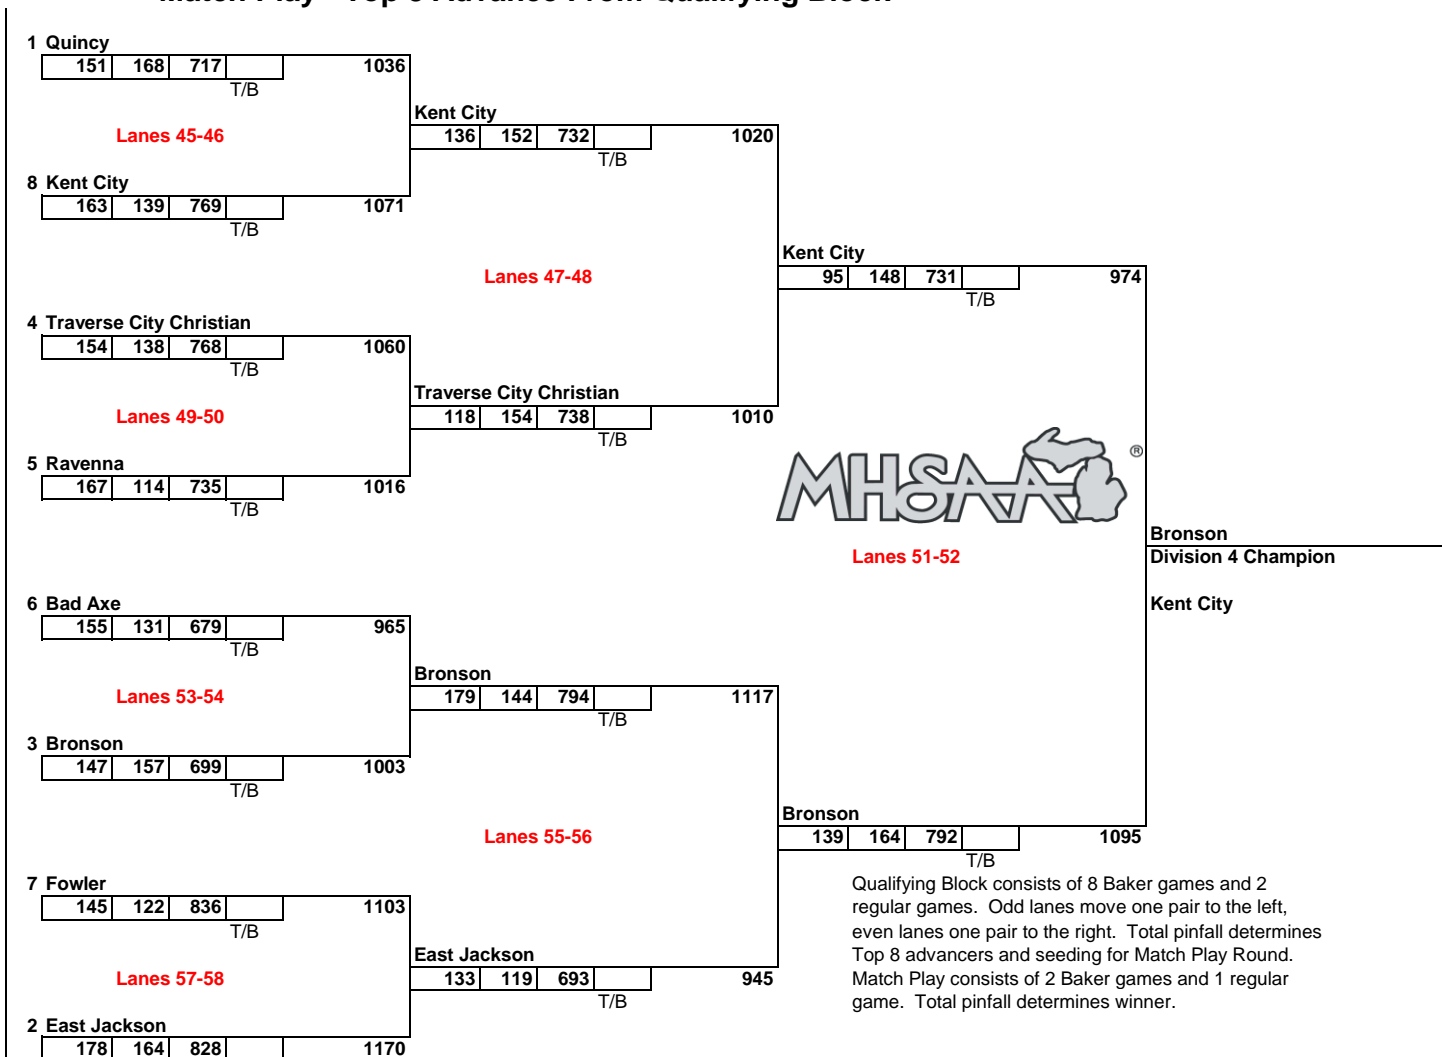 Match Play - Top 8 Advance From Qualifying Block
1 Quincy
151 168 717 1036
T/B
Lanes 45-46
8 Kent City
163 139 769 1071
T/B
Kent City
136 152 732 1020
T/B
Lanes 47-48
4 Traverse City Christian
154 138 768 1060
T/B
Lanes 49-50
5 Ravenna
167 114 735 1016
T/B
Traverse City Christian
118 154 738 1010
T/B
Kent City
95 148 731 974
T/B
MHSAA ®
Lanes 51-52
Bronson
Division 4 Champion
Kent City
6 Bad Axe
155 131 679 965
T/B
Lanes 53-54
3 Bronson
147 157 699 1003
T/B
Bronson
179 144 794 1117
T/B
Lanes 55-56
7 Fowler
145 122 836 1103
T/B
Lanes 57-58
2 East Jackson
178 164 828 1170
East Jackson
133 119 693 945
T/B
Bronson
139 164 792 1095
T/B
Qualifying Block consists of 8 Baker games and 2
regular games. Odd lanes move one pair to the left,
even lanes one pair to the right. Total pinfall determines
Top 8 advancers and seeding for Match Play Round.
Match Play consists of 2 Baker games and 1 regular
game. Total pinfall determines winner.